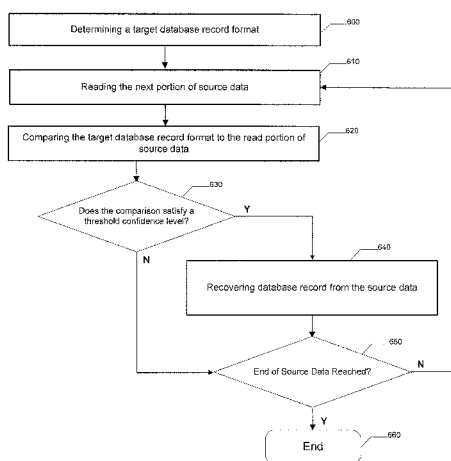 Determining a target database record format
600
610
Reading the next portion of source data
620
Comparing the target database record format to the read portion of
source data
630
Does the comparison satisfy a
threshold confidence level?
Y
N
640
Recovering database record from the source data
650
End of Source Data Reached?
N
Y
End
660